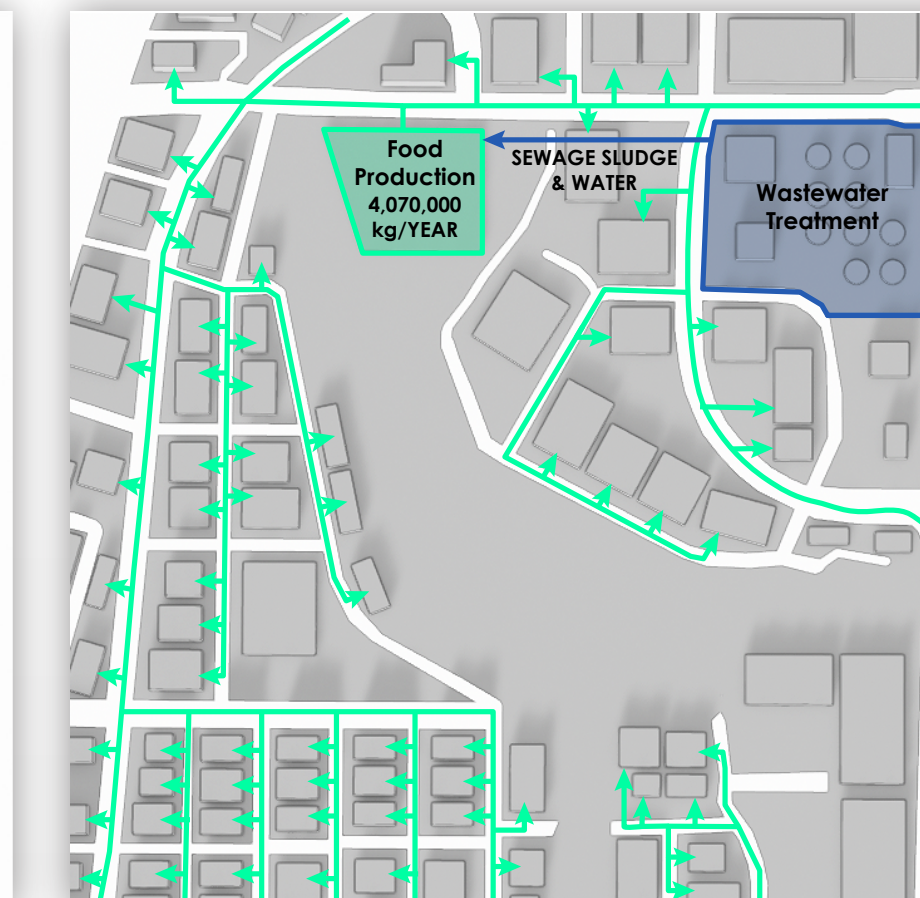 Food
Production
4,070,000
kg/YEAR
SEWAGE SLUDGE
& WATER
Wastewater
Treatment